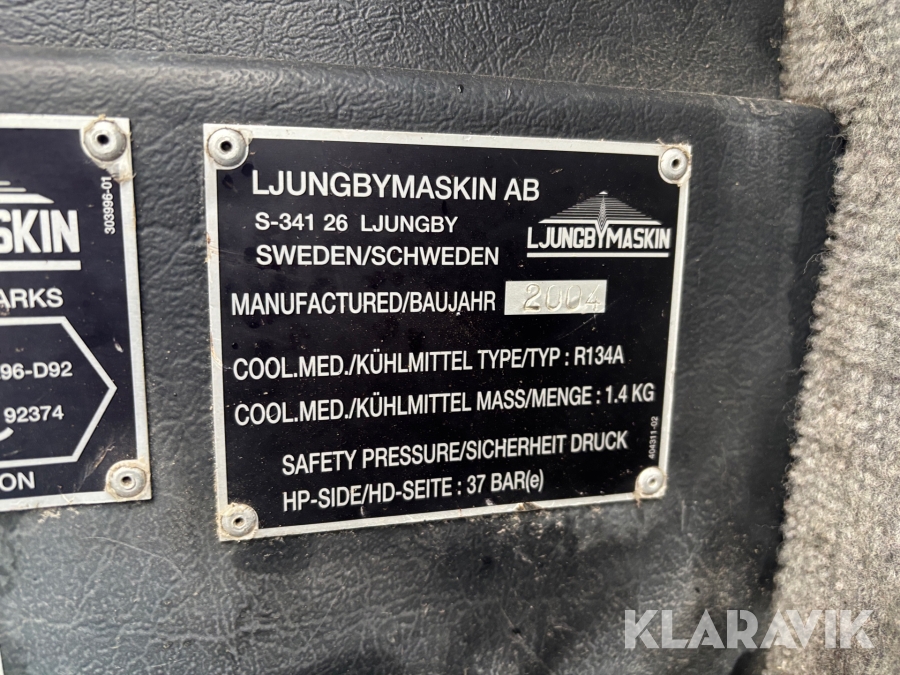 303996-01
SKIN
ARKS
96-D92
92374
ON
LJUNGBYMASKIN AB
S-341 26 LJUNGBY
SWEDEN/SCHWEDEN
LJUNGBYMASKIN
MANUFACTURED/BAUJAHR 2004
COOL.MED./KÜHLMITTEL TYPE/TYP : R134A
COOL.MED./KÜHLMITTEL MASS/MENGE : 1.4 KG
SAFETY PRESSURE/SICHERHEIT DRUCK
HP-SIDE/HD-SEITE : 37 BAR(e)
404311-02
KLARAVIK